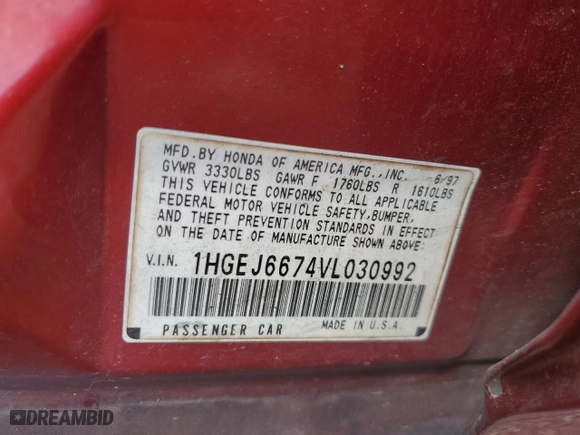 MFD. BY HONDA OF AMERICA MFG., INC. 6/97
GVWR 3330LBS GAWR F 1760LBS R 1610LBS
THIS VEHICLE CONFORMS TO ALL APPLICABLE
FEDERAL MOTOR VEHICLE SAFETY, BUMPER,
AND THEFT PREVENTION STANDARDS IN EFFECT
ON THE DATE OF MANUFACTURE SHOWN ABOVE:
V.I.N. 1HGEJ6674VL030992
PASSENGER CAR MADE IN U.S.A.
DREAMBID